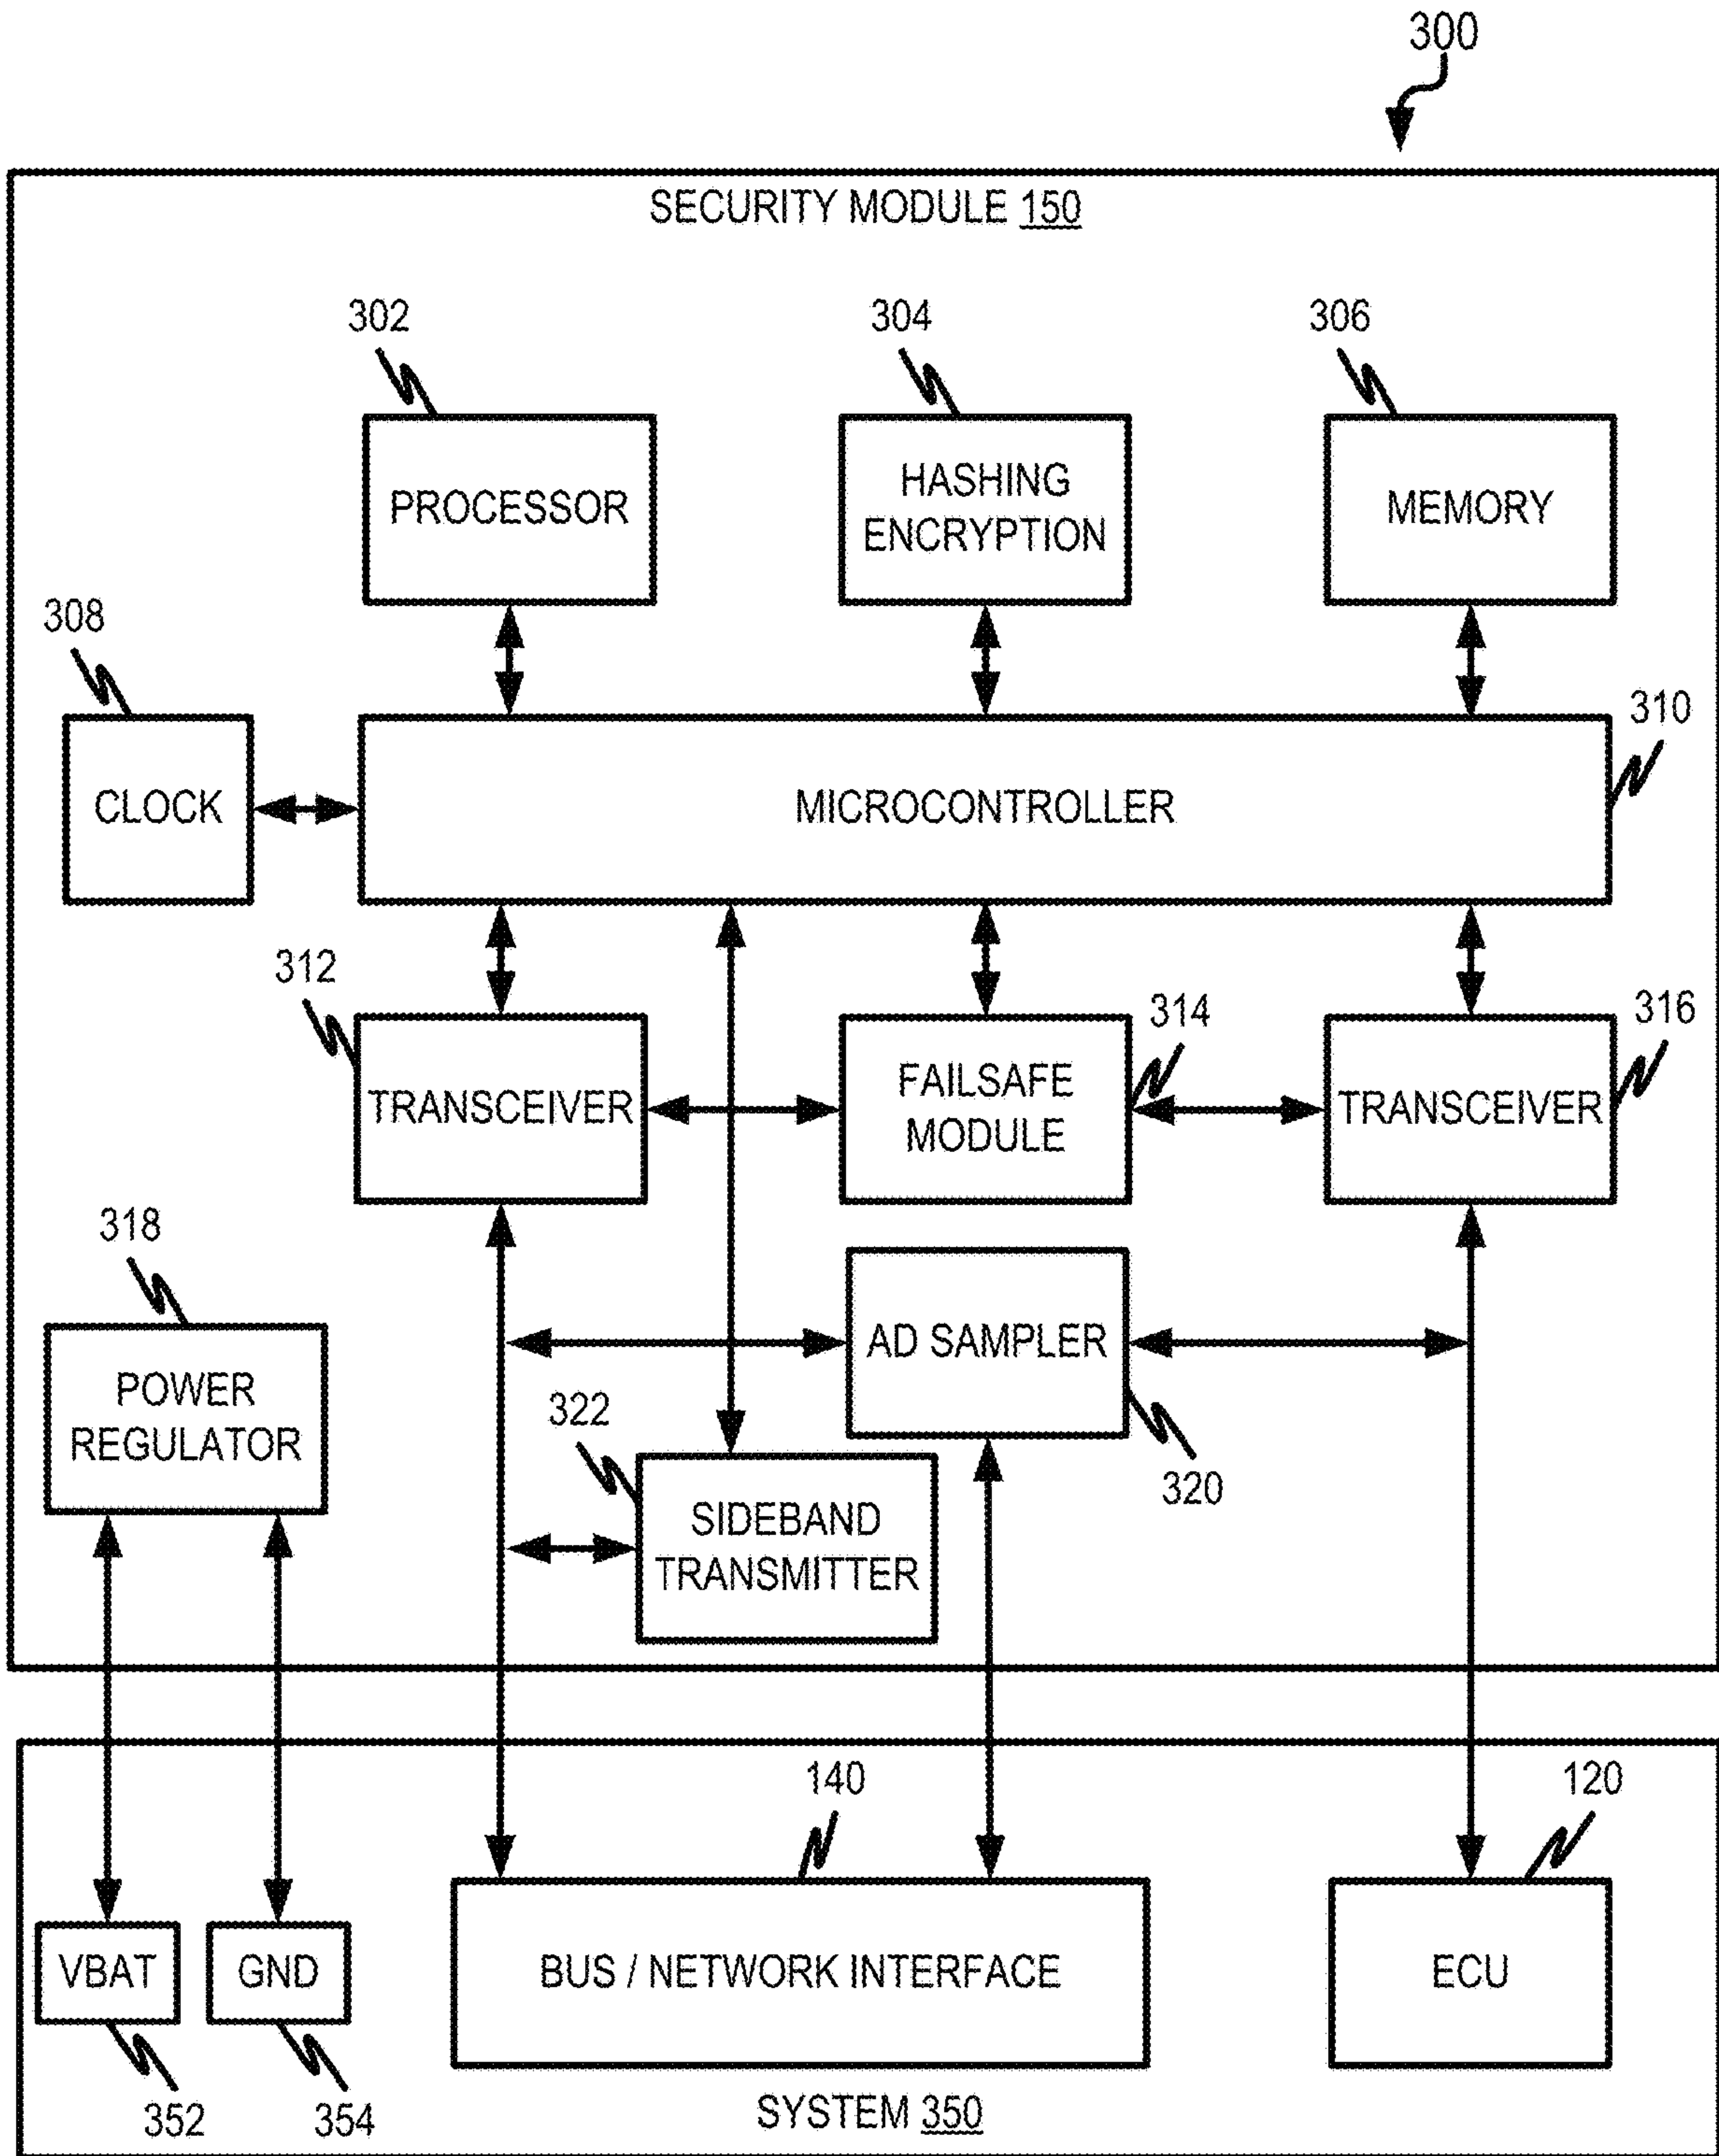 300
SECURITY MODULE 150
302
304
306
PROCESSOR
HASHING
ENCRYPTION
MEMORY
308
310
CLOCK
MICROCONTROLLER
312
314
316
TRANSCEIVER
FAILSAFE
MODULE
TRANSCEIVER
318
POWER
REGULATOR
AD SAMPLER
320
322
SIDEBAND
TRANSMITTER
140
120
VBAT
GND
BUS / NETWORK INTERFACE
ECU
352
354
SYSTEM 350